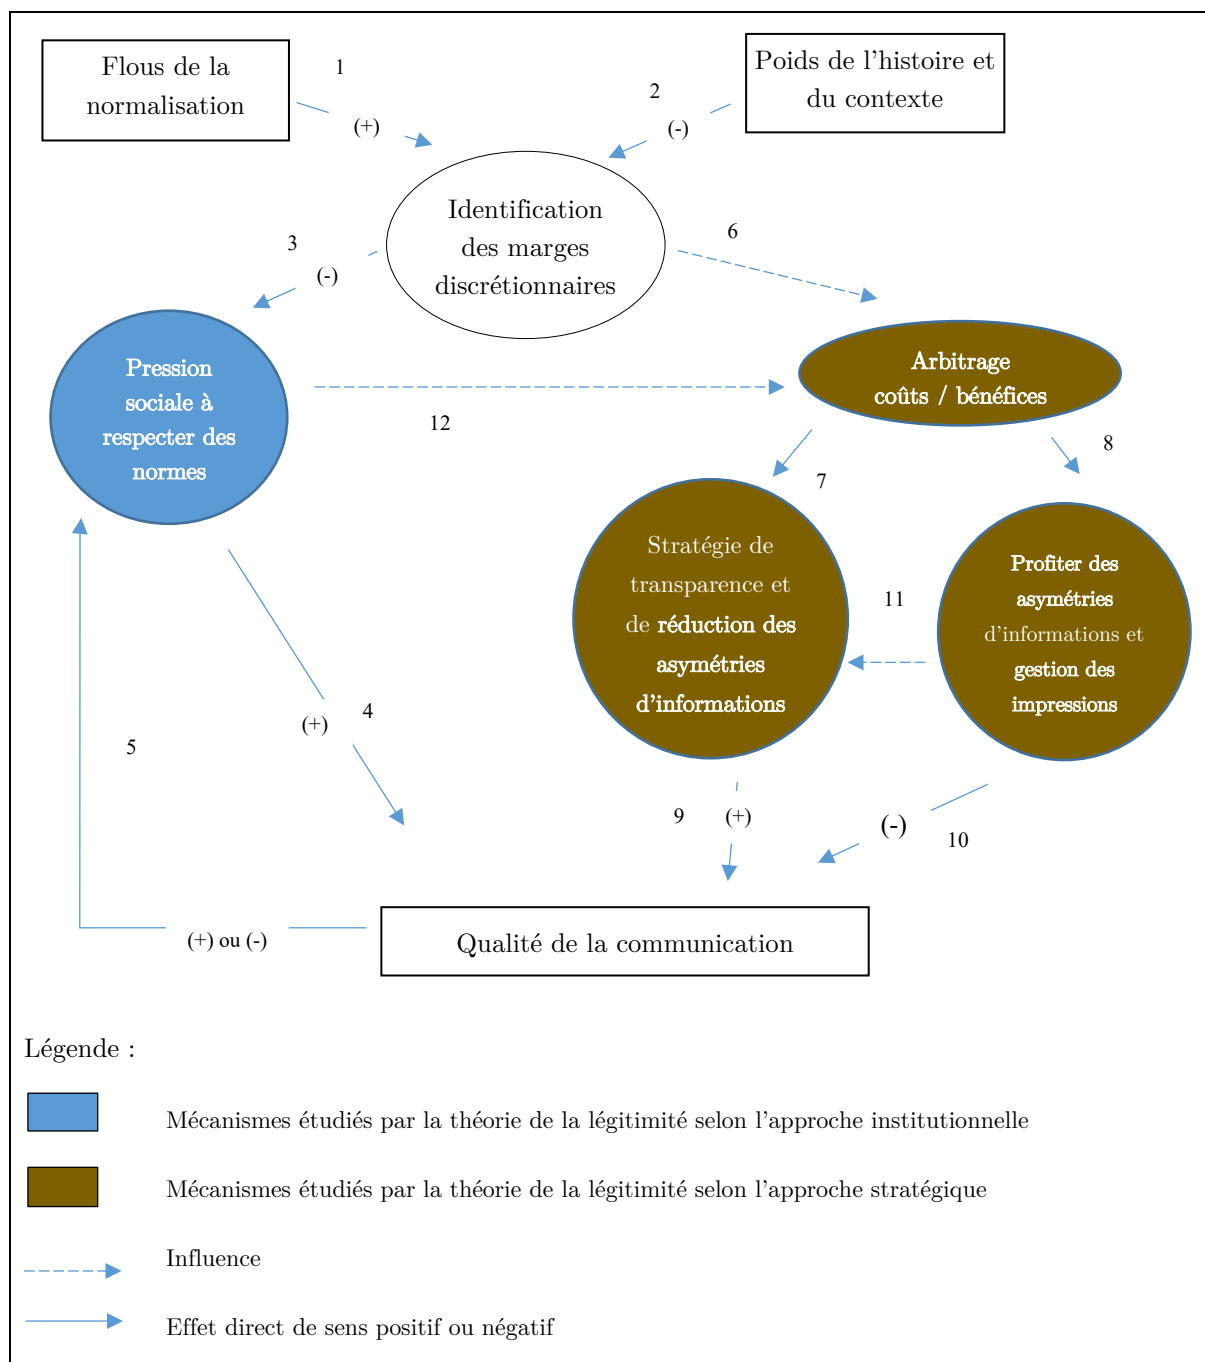 Flous de la
normalisation
1
(+)
Poids de l'histoire et
du contexte
2
(-)
Identification
des marges
discrétionnaires
3
(-)
6
Pression
sociale à
respecter des
normes
12
Arbitrage
coûts / bénéfices
7
8
Stratégie de
transparence et
de réduction des
asymétries
d'informations
11
Profiter des
asymétries
d'informations et
gestion des
impressions
(+)
4
5
9
(+)
(-)
10
(+) ou (-)
Qualité de la communication
Légende :
Mécanismes étudiés par la théorie de la légitimité selon l'approche institutionnelle
Mécanismes étudiés par la théorie de la légitimité selon l'approche stratégique
Influence
Effet direct de sens positif ou négatif